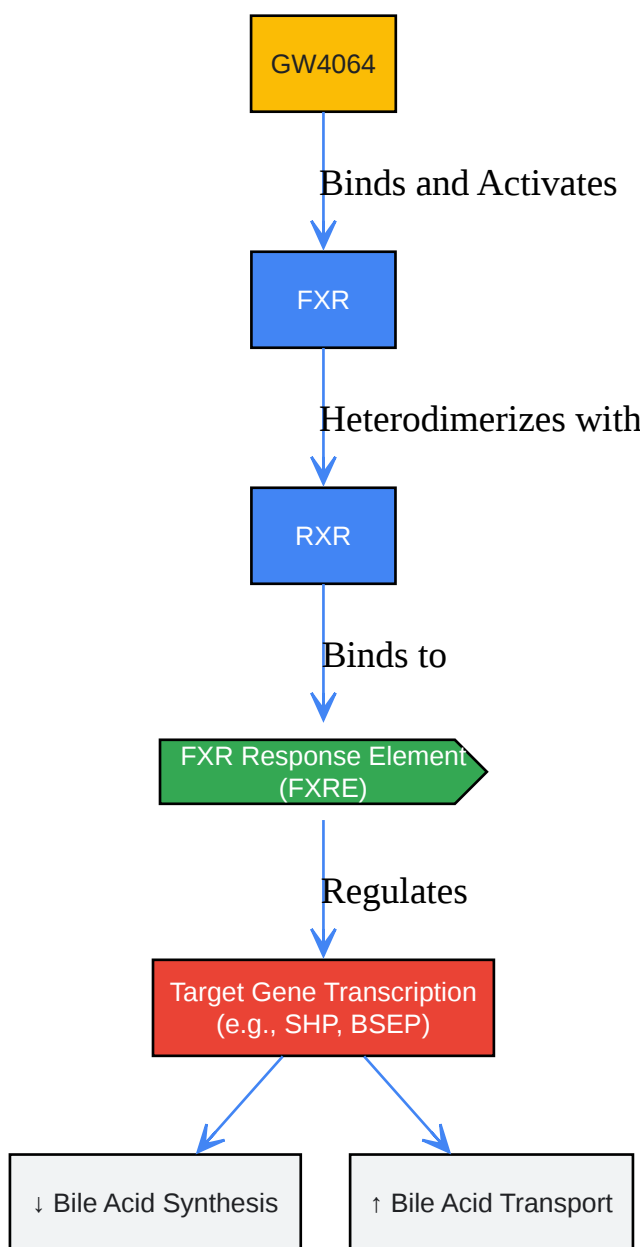 GW4064
Binds and Activates
FXR
Heterodimerizes with
RXR
Binds to
FXR Response Element
(FXRE)
Regulates
Target Gene Transcription
(e.g., SHP, BSEP)
↓ Bile Acid Synthesis
↑ Bile Acid Transport